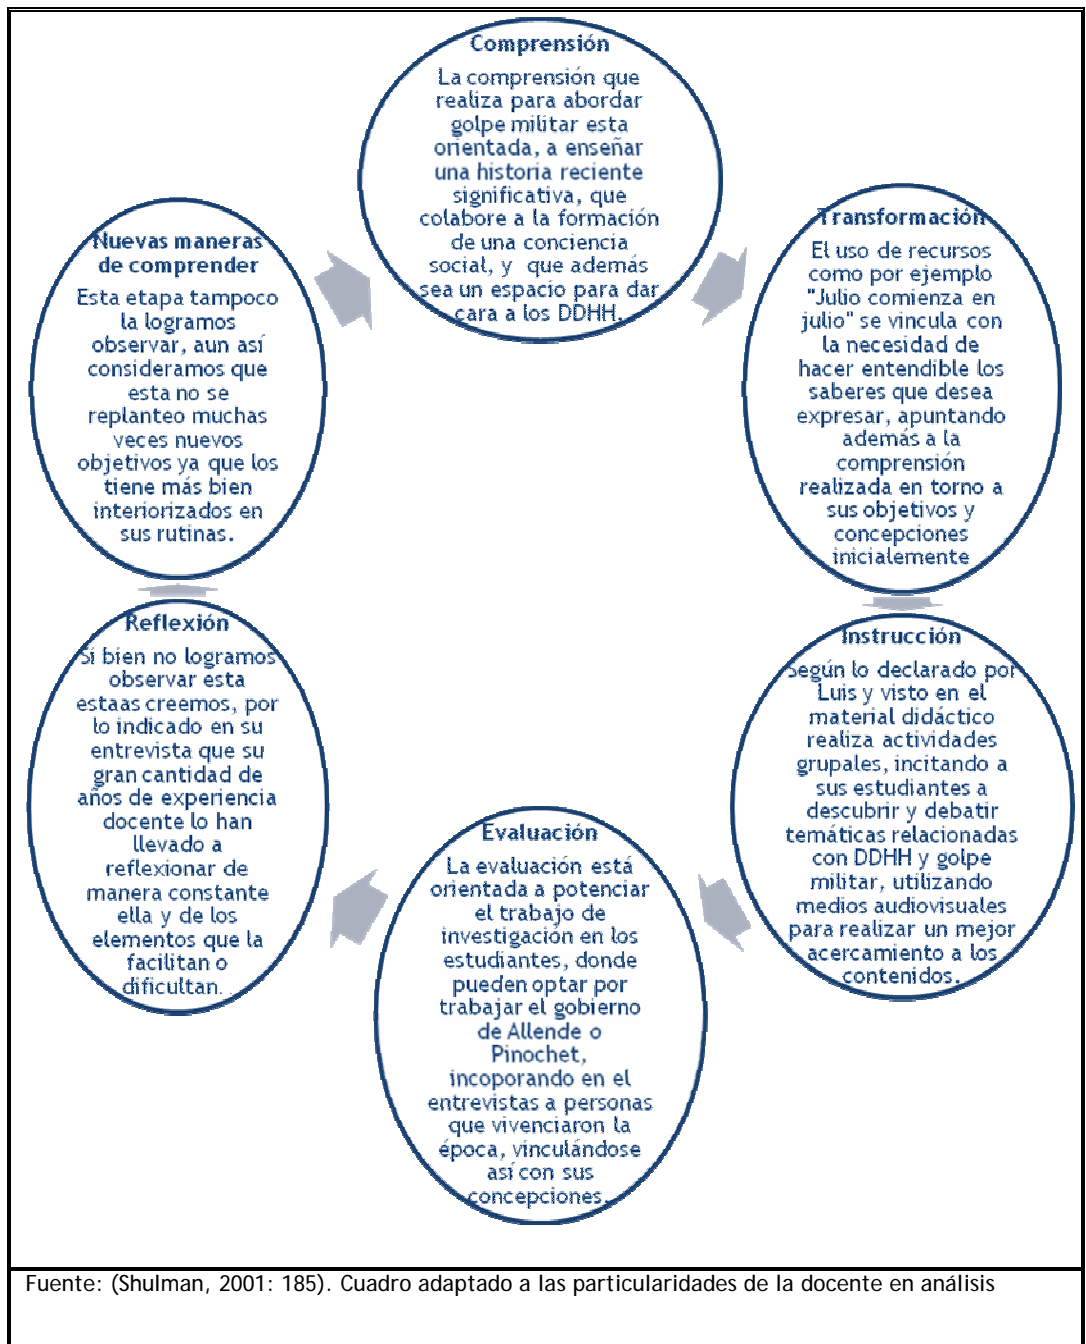 Comprensión
La comprensión que
realiza para abordar
golpe militar esta
orientada, a enseñar
una historia reciente
significativa, que
colabore a la formación
de una conciencia
social, y que además
sea un espacio para dar
cara a los DDHH.
Transformación
El uso de recursos
como por ejemplo
"Julio comienza en
julio" se vincula con
la necesidad de
hacer entendible los
saberes que desea
expresar, apuntando
además a la
comprensión
realizada en torno a
sus objetivos y
concepciones
inicialemente
Instrucción
Según lo declarado por
Luis y visto en el
material didáctico
realiza actividades
grupales, incitando a
sus estudiantes a
descubrir y debatir
temáticas relacionadas
con DDHH y golpe
militar, utilizando
medios audiovisuales
para realizar un mejor
acercamiento a los
contenidos.
Evaluación
La evaluación está
orientada a potenciar
el trabajo de
investigación en los
estudiantes, donde
pueden optar por
trabajar el gobierno
de Allende o
Pinochet,
incoporando en el
entrevistas a personas
que vivenciaron la
época, vinculándose
así con sus
concepciones.
Reflexión
Sí bien no logramos
observar esta
estaas creemos, por
lo indicado en su
entrevista que su
gran cantidad de
años de experiencia
docente lo han
llevado a
reflexionar de
manera constante
ella y de los
elementos que la
facilitan o
dificultan.
Nuevas maneras
de comprender
Esta etapa tampoco
la logramos
observar, aun así
consideramos que
esta no se
replanteo muchas
veces nuevos
objetivos ya que los
tiene más bien
interiorizados en
sus rutinas.
Fuente: (Shulman, 2001: 185). Cuadro adaptado a las particularidades de la docente en análisis